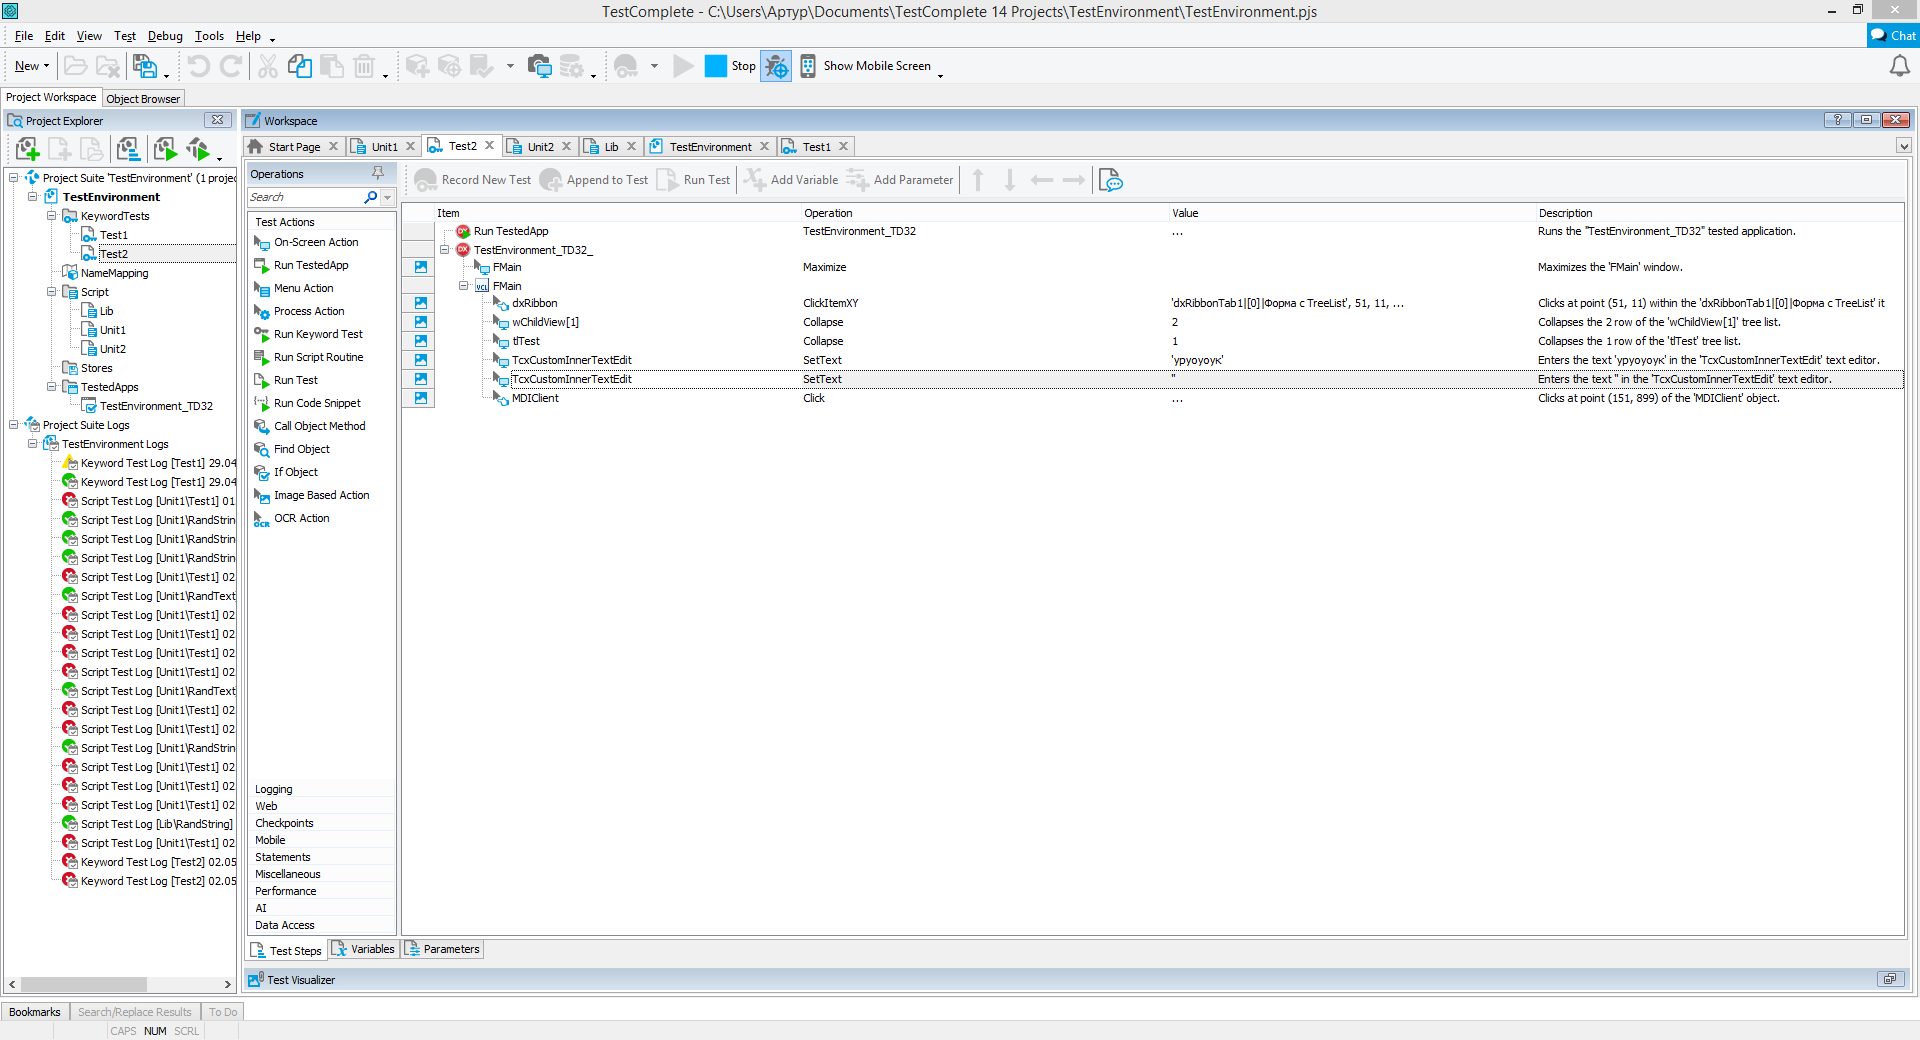 TestComplete - C:\Users\Артур\Documents\TestComplete 14 Projects\TestEnvironment\TestEnvironment.pjs
File Edit View Test Debug Tools Help
Chat
New
Stop
Show Mobile Screen
Project Workspace
Object Browser
Project Explorer
Workspace
Start Page
Unit1
Test2
Unit2
Lib
TestEnvironment
Test1
Project Suite 'TestEnvironment' (1 projec
TestEnvironment
KeywordTests
Test1
Test2
NameMapping
Script
Lib
Unit1
Unit2
Stores
TestedApps
TestEnvironment_TD32
Project Suite Logs
TestEnvironment Logs
Keyword Test Log [Test1] 29.04
Keyword Test Log [Test1] 29.04
Script Test Log [Unit1\Test1] 01
Script Test Log [Unit1\RandStrin
Script Test Log [Unit1\RandStrin
Script Test Log [Unit1\RandStrin
Script Test Log [Unit1\Test1] 02
Script Test Log [Unit1\RandText
Script Test Log [Unit1\Test1] 02
Script Test Log [Unit1\Test1] 02
Script Test Log [Unit1\Test1] 02
Script Test Log [Unit1\Test1] 02
Script Test Log [Unit1\RandText
Script Test Log [Unit1\Test1] 02
Script Test Log [Unit1\Test1] 02
Script Test Log [Unit1\RandStrin
Script Test Log [Unit1\Test1] 02
Script Test Log [Unit1\Test1] 02
Script Test Log [Unit1\Test1] 02
Script Test Log [Lib\RandString]
Script Test Log [Unit1\Test1] 02
Keyword Test Log [Test2] 02.05
Keyword Test Log [Test2] 02.05
Operations
Search
Test Actions
On-Screen Action
Run TestedApp
Menu Action
Process Action
Run Keyword Test
Run Script Routine
Run Test
Run Code Snippet
Call Object Method
Find Object
If Object
Image Based Action
OCR Action
Logging
Web
Checkpoints
Mobile
Statements
Miscellaneous
Performance
AI
Data Access
Record New Test
Append to Test
Run Test
Add Variable
Add Parameter
Item Operation Value Description
Run TestedApp TestEnvironment_TD32 ... Runs the "TestEnvironment_TD32" tested application.
TestEnvironment_TD32_
FMain Maximize Maximizes the 'FMain' window.
FMain
dxRibbon ClickItemXY 'dxRibbonTab1|[0]|Форма с TreeList', 51, 11, ... Clicks at point (51, 11) within the 'dxRibbonTab1|[0]|Форма с TreeList' it
wChildView[1] Collapse 2 Collapses the 2 row of the 'wChildView[1]' tree list.
tlTest Collapse 1 Collapses the 1 row of the 'tlTest' tree list.
TcxCustomInnerTextEdit SetText 'уруоуоук' Enters the text 'уруоуоук' in the 'TcxCustomInnerTextEdit' text editor.
TcxCustomInnerTextEdit SetText '' Enters the text '' in the 'TcxCustomInnerTextEdit' text editor.
MDIClient Click ... Clicks at point (151, 899) of the 'MDIClient' object.
Test Steps
Variables
Parameters
Test Visualizer
Bookmarks
Search/Replace Results
To Do
CAPS NUM SCRL